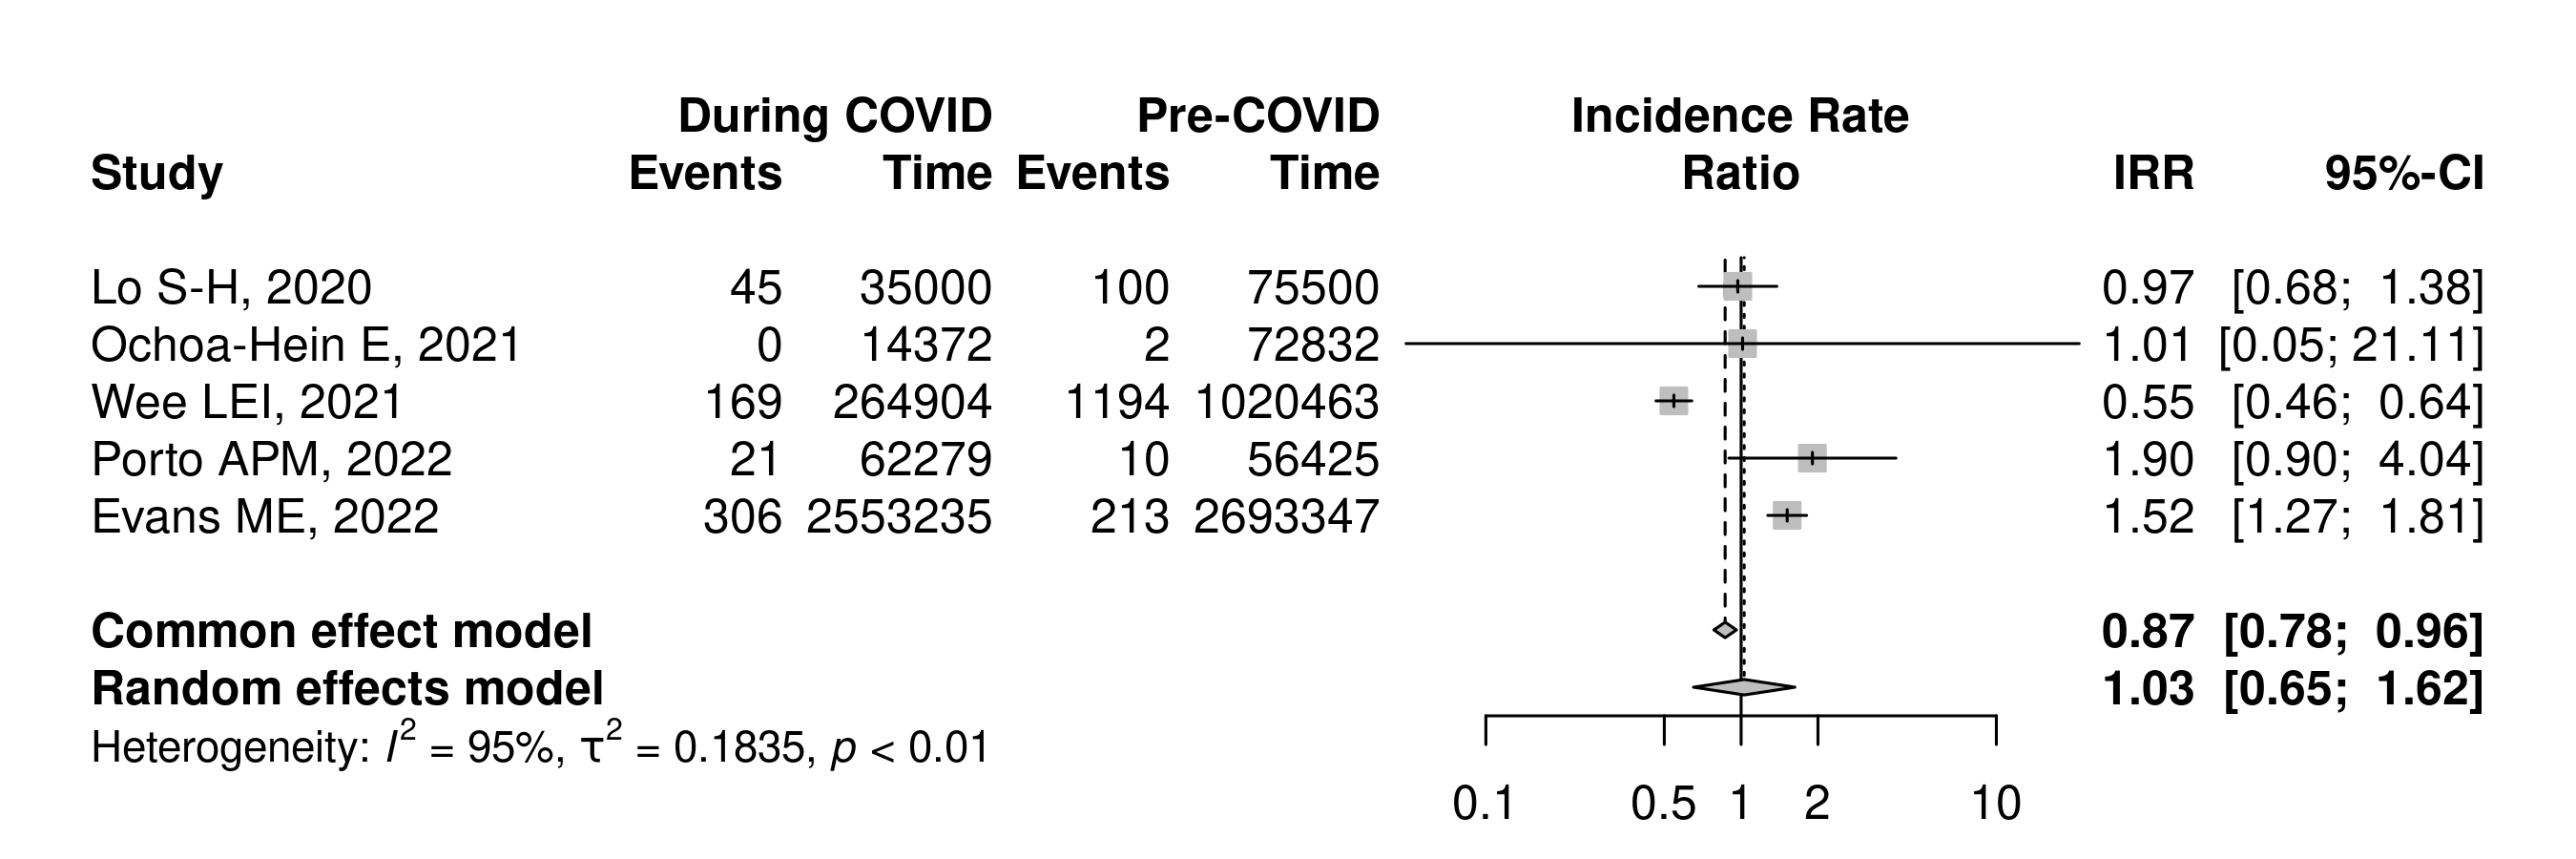 During COVID Pre-COVID Incidence Rate
Study Events Time Events Time Ratio IRR 95%-CI
Lo S-H, 2020 45 35000 100 75500 0.97 [0.68; 1.38]
Ochoa-Hein E, 2021 0 14372 2 72832 1.01 [0.05; 21.11]
Wee LEI, 2021 169 264904 1194 1020463 0.55 [0.46; 0.64]
Porto APM, 2022 21 62279 10 56425 1.90 [0.90; 4.04]
Evans ME, 2022 306 2553235 213 2693347 1.52 [1.27; 1.81]
Common effect model 0.87 [0.78; 0.96]
Random effects model 1.03 [0.65; 1.62]
Heterogeneity: I² = 95%, τ² = 0.1835, p < 0.01
0.1 0.5 1 2 10